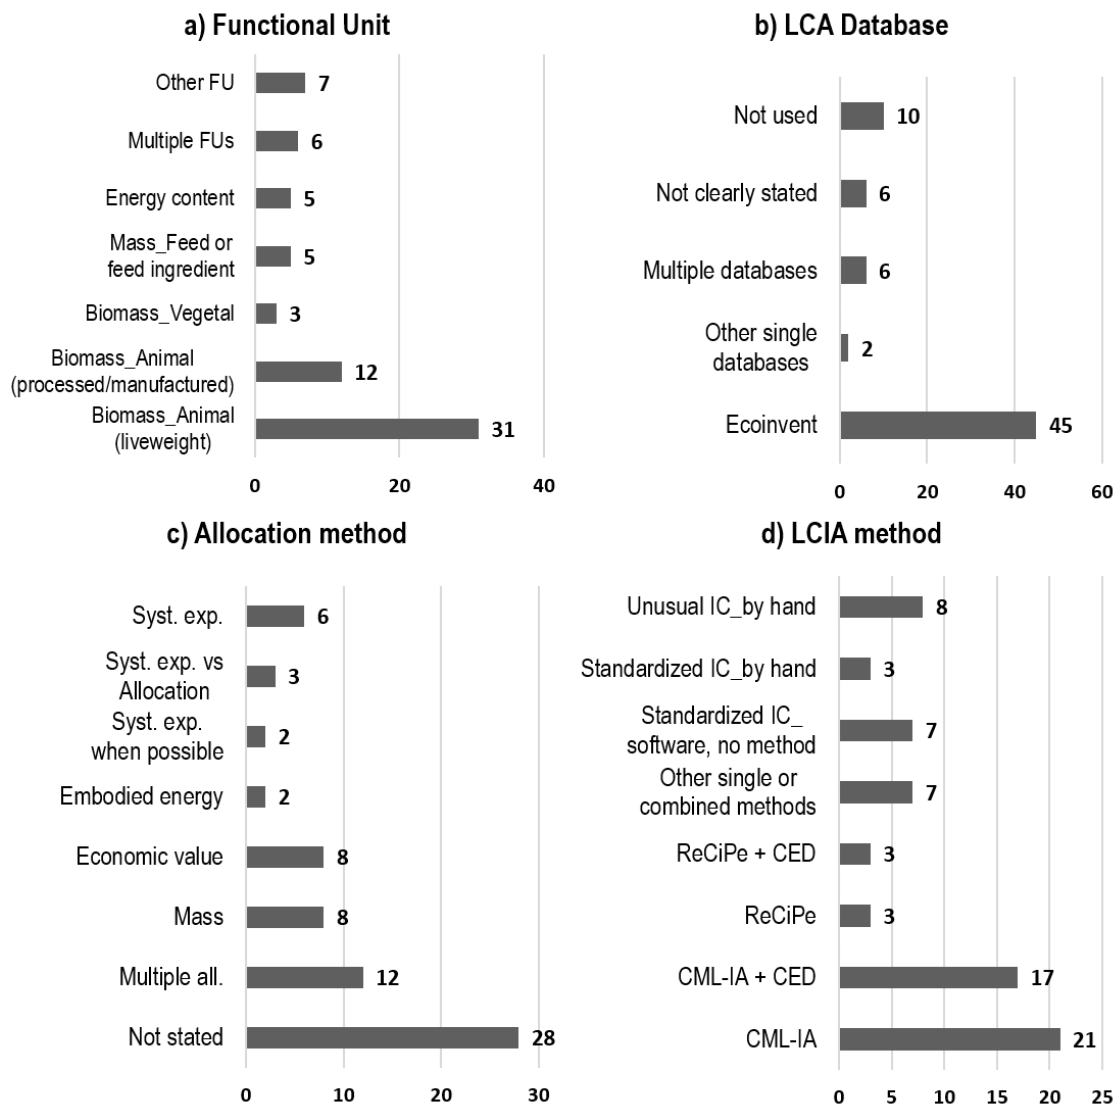 a) Functional Unit
Other FU
7
Multiple FUs
6
Energy content
5
Mass_Feed or
feed ingredient
5
Biomass_Vegetal
3
Biomass_Animal
(processed/manufactured)
12
Biomass_Animal
(liveweight)
31
0 20 40
b) LCA Database
Not used
10
Not clearly stated
6
Multiple databases
6
Other single
databases
2
Ecoinvent
45
0 20 40 60
c) Allocation method
Syst. exp.
6
Syst. exp. vs
Allocation
3
Syst. exp.
when possible
2
Embodied energy
2
Economic value
8
Mass
8
Multiple all.
12
Not stated
28
0 10 20 30
d) LCIA method
Unusual IC_by hand
8
Standardized IC_by hand
3
Standardized IC_
software, no method
7
Other single or
combined methods
7
ReCiPe + CED
3
ReCiPe
3
CML-IA + CED
17
CML-IA
21
0 5 10 15 20 25